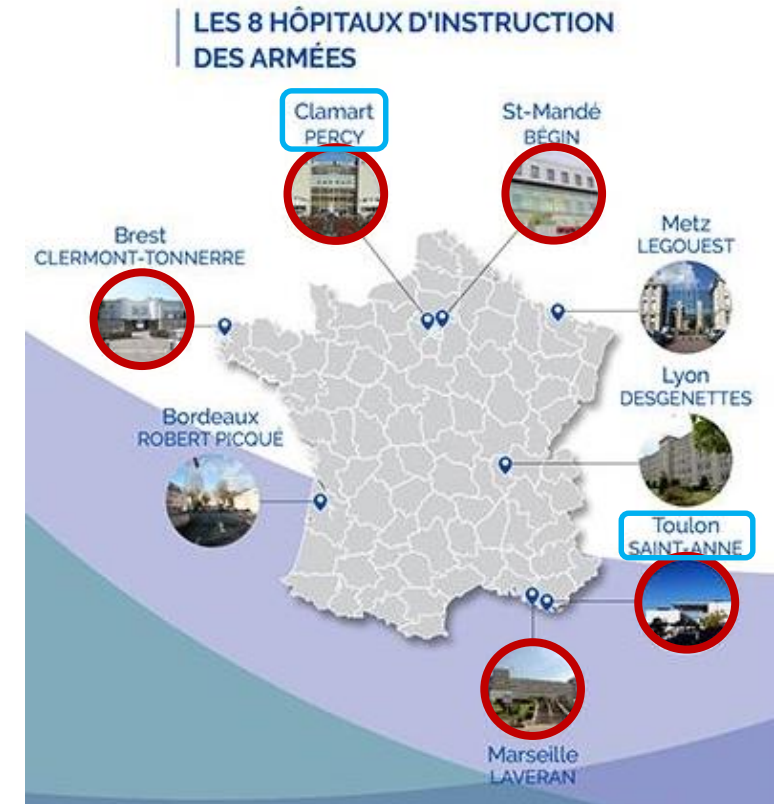 LES 8 HÔPITAUX D'INSTRUCTION
DES ARMÉES
Clamart
PERCY
St-Mandé
BÉGIN
Brest
CLERMONT-TONNERRE
Metz
LEGOUEST
Lyon
DESGENETTES
Bordeaux
ROBERT PICQUÉ
Toulon
SAINT-ANNE
Marseille
LAVERAN